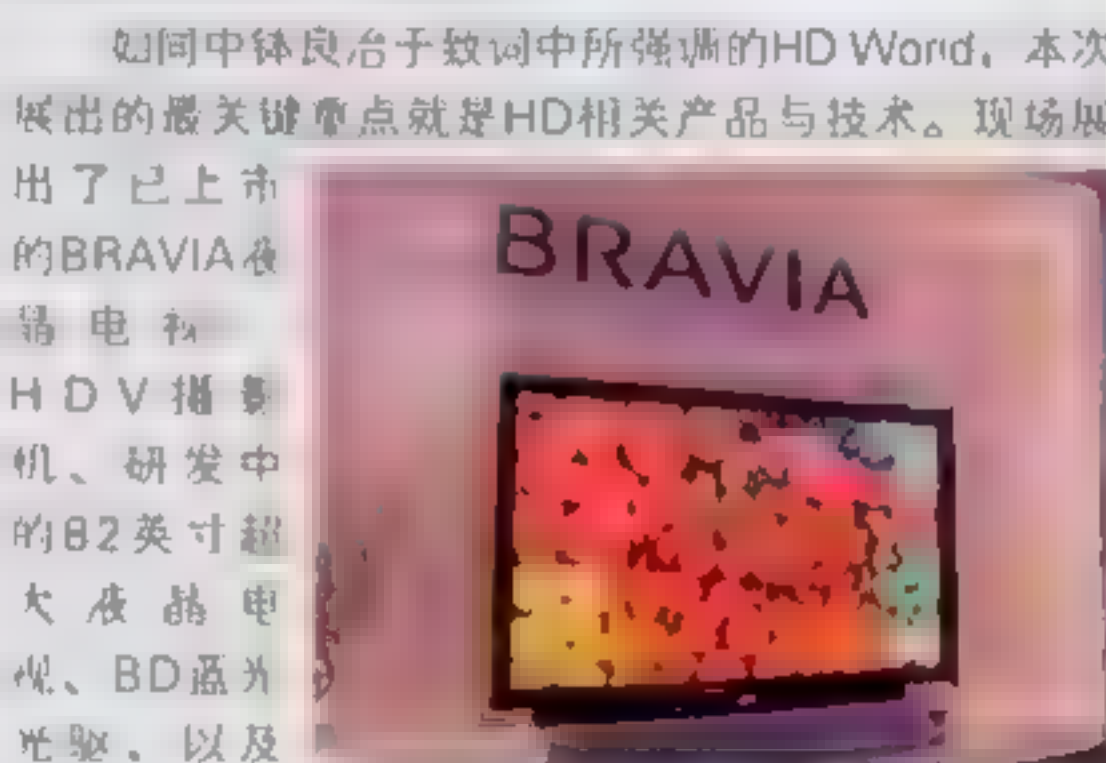 如同中钵良治于致词中所强调的HD World，本次
展出的最关键重点就是HD相关产品与技术。现场展
出了已上市
的BRAVIA液
晶电视
HDV摄影
机、研发中
的82英寸超
大液晶电
视、BD蓝光
光驱、以及
BRAVIA